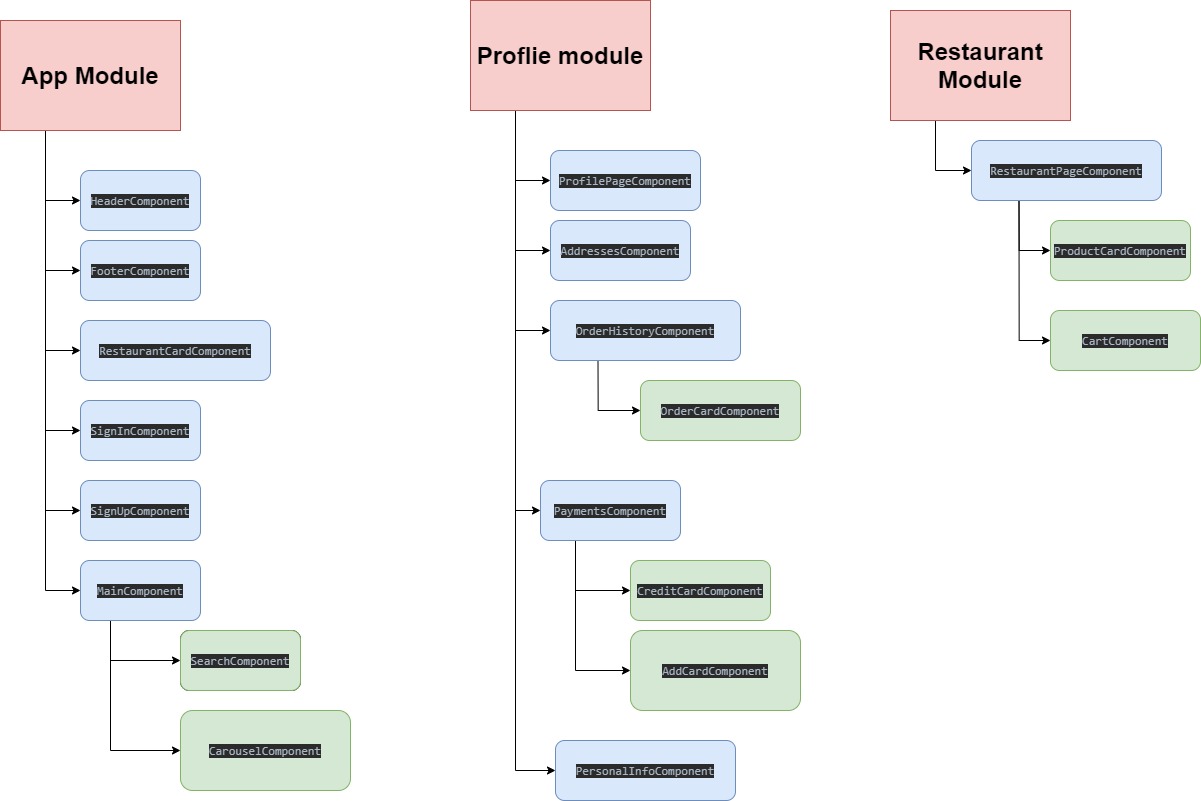 App Module
HeaderComponent
FooterComponent
RestaurantCardComponent
SignInComponent
SignUpComponent
MainComponent
SearchComponent
CarouselComponent
Proflie module
ProfilePageComponent
AddressesComponent
OrderHistoryComponent
OrderCardComponent
PaymentsComponent
CreditCardComponent
AddCardComponent
PersonalInfoComponent
Restaurant
Module
RestaurantPageComponent
ProductCardComponent
CartComponent